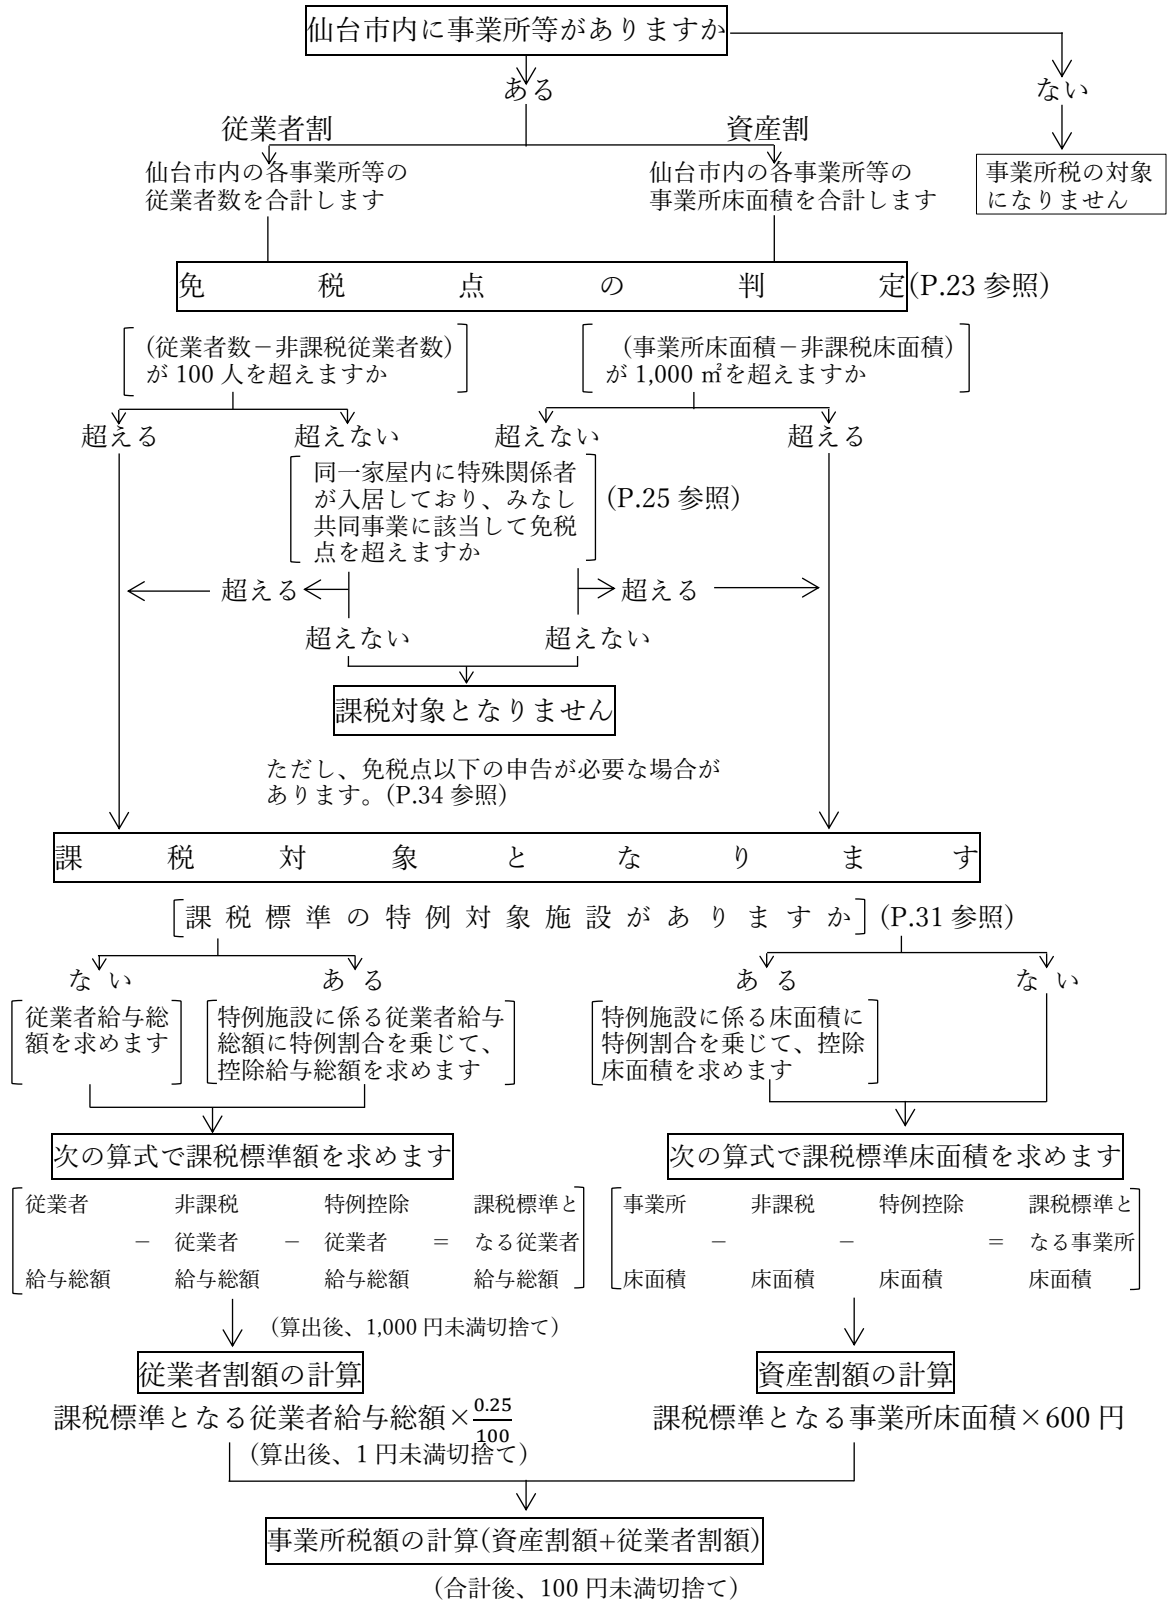 仙台市内に事業所等がありますか
ある
ない
従業者割
資産割
仙台市内の各事業所等の
従業者数を合計します
仙台市内の各事業所等の
事業所床面積を合計します
事業所税の対象
になりません
免税点の判定(P.23 参照)
(従業者数－非課税従業者数)
が 100 人を超えますか
(事業所床面積－非課税床面積)
が 1,000 ㎡を超えますか
超える
超えない
超えない
超える
同一家屋内に特殊関係者
が入居しており、みなし
共同事業に該当して免税
点を超えますか
(P.25 参照)
超える
超える
超えない
超えない
課税対象となりません
ただし、免税点以下の申告が必要な場合が
あります。(P.34 参照)
課税対象となります
課税標準の特例対象施設がありますか (P.31 参照)
ない
ある
ある
ない
従業者給与総
額を求めます
特例施設に係る従業者給与
総額に特例割合を乗じて、
控除給与総額を求めます
特例施設に係る床面積に
特例割合を乗じて、控除
床面積を求めます
次の算式で課税標準額を求めます
次の算式で課税標準床面積を求めます
従業者 非課税 特例控除 課税標準と
－ 従業者 － 従業者 ＝ なる従業者
給与総額 給与総額 給与総額 給与総額
事業所 非課税 特例控除 課税標準と
－ － ＝ なる事業所
床面積 床面積 床面積 床面積
(算出後、1,000 円未満切捨て)
従業者割額の計算
資産割額の計算
課税標準となる従業者給与総額×0.25/100
課税標準となる事業所床面積×600 円
(算出後、1 円未満切捨て)
事業所税額の計算(資産割額+従業者割額)
(合計後、100 円未満切捨て)